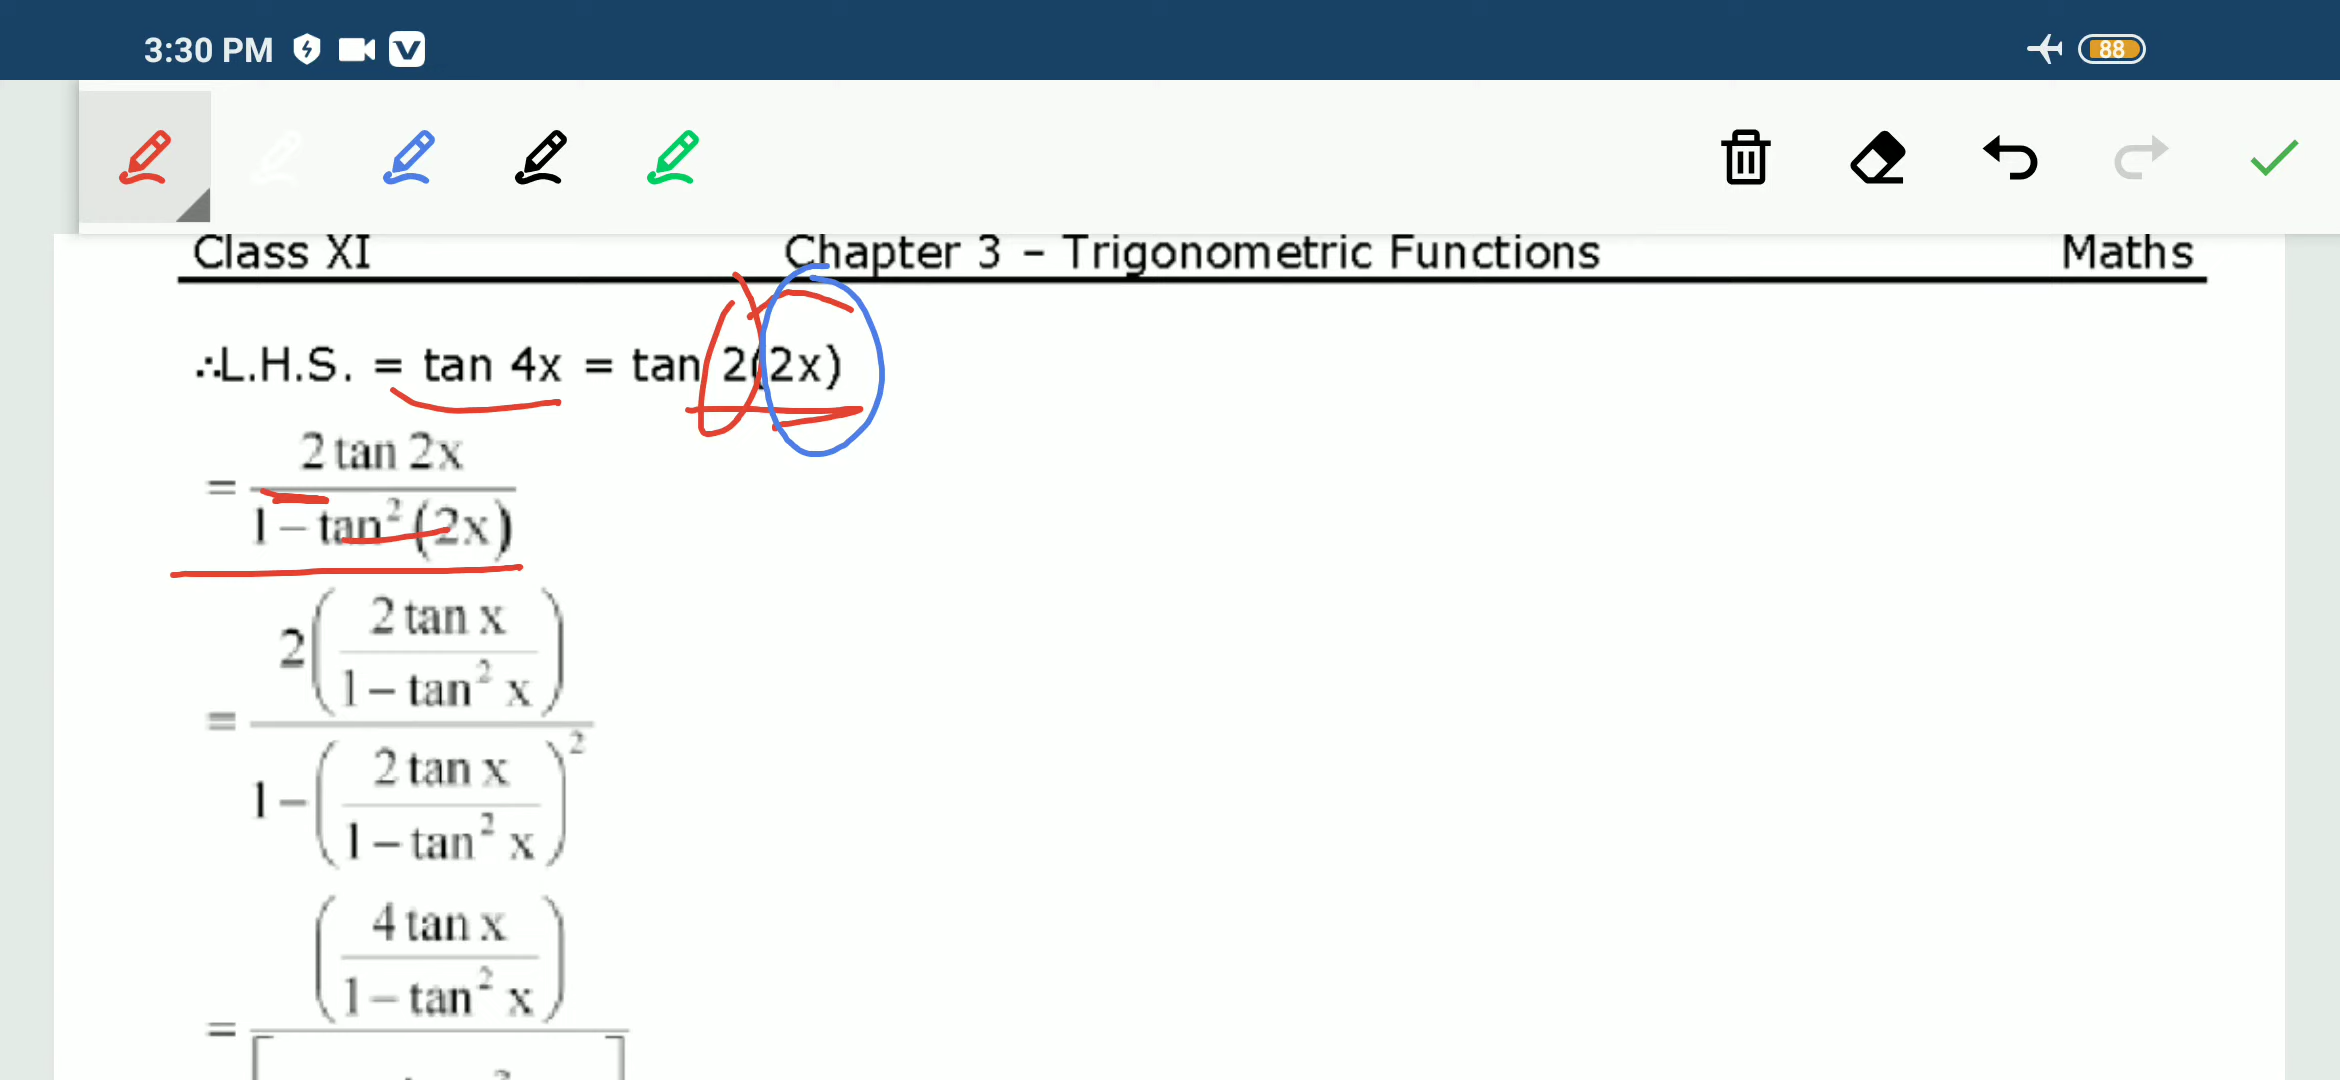 3:30 PM
88
Class XI Chapter 3 – Trigonometric Functions Maths
∴L.H.S. = tan 4x = tan 2(2x)
2 tan 2x
=
1 – tan² (2x)
2(2 tan x
1 – tan² x)
=
1 – (2 tan x
1 – tan² x)²
(4 tan x
1 – tan² x)
=